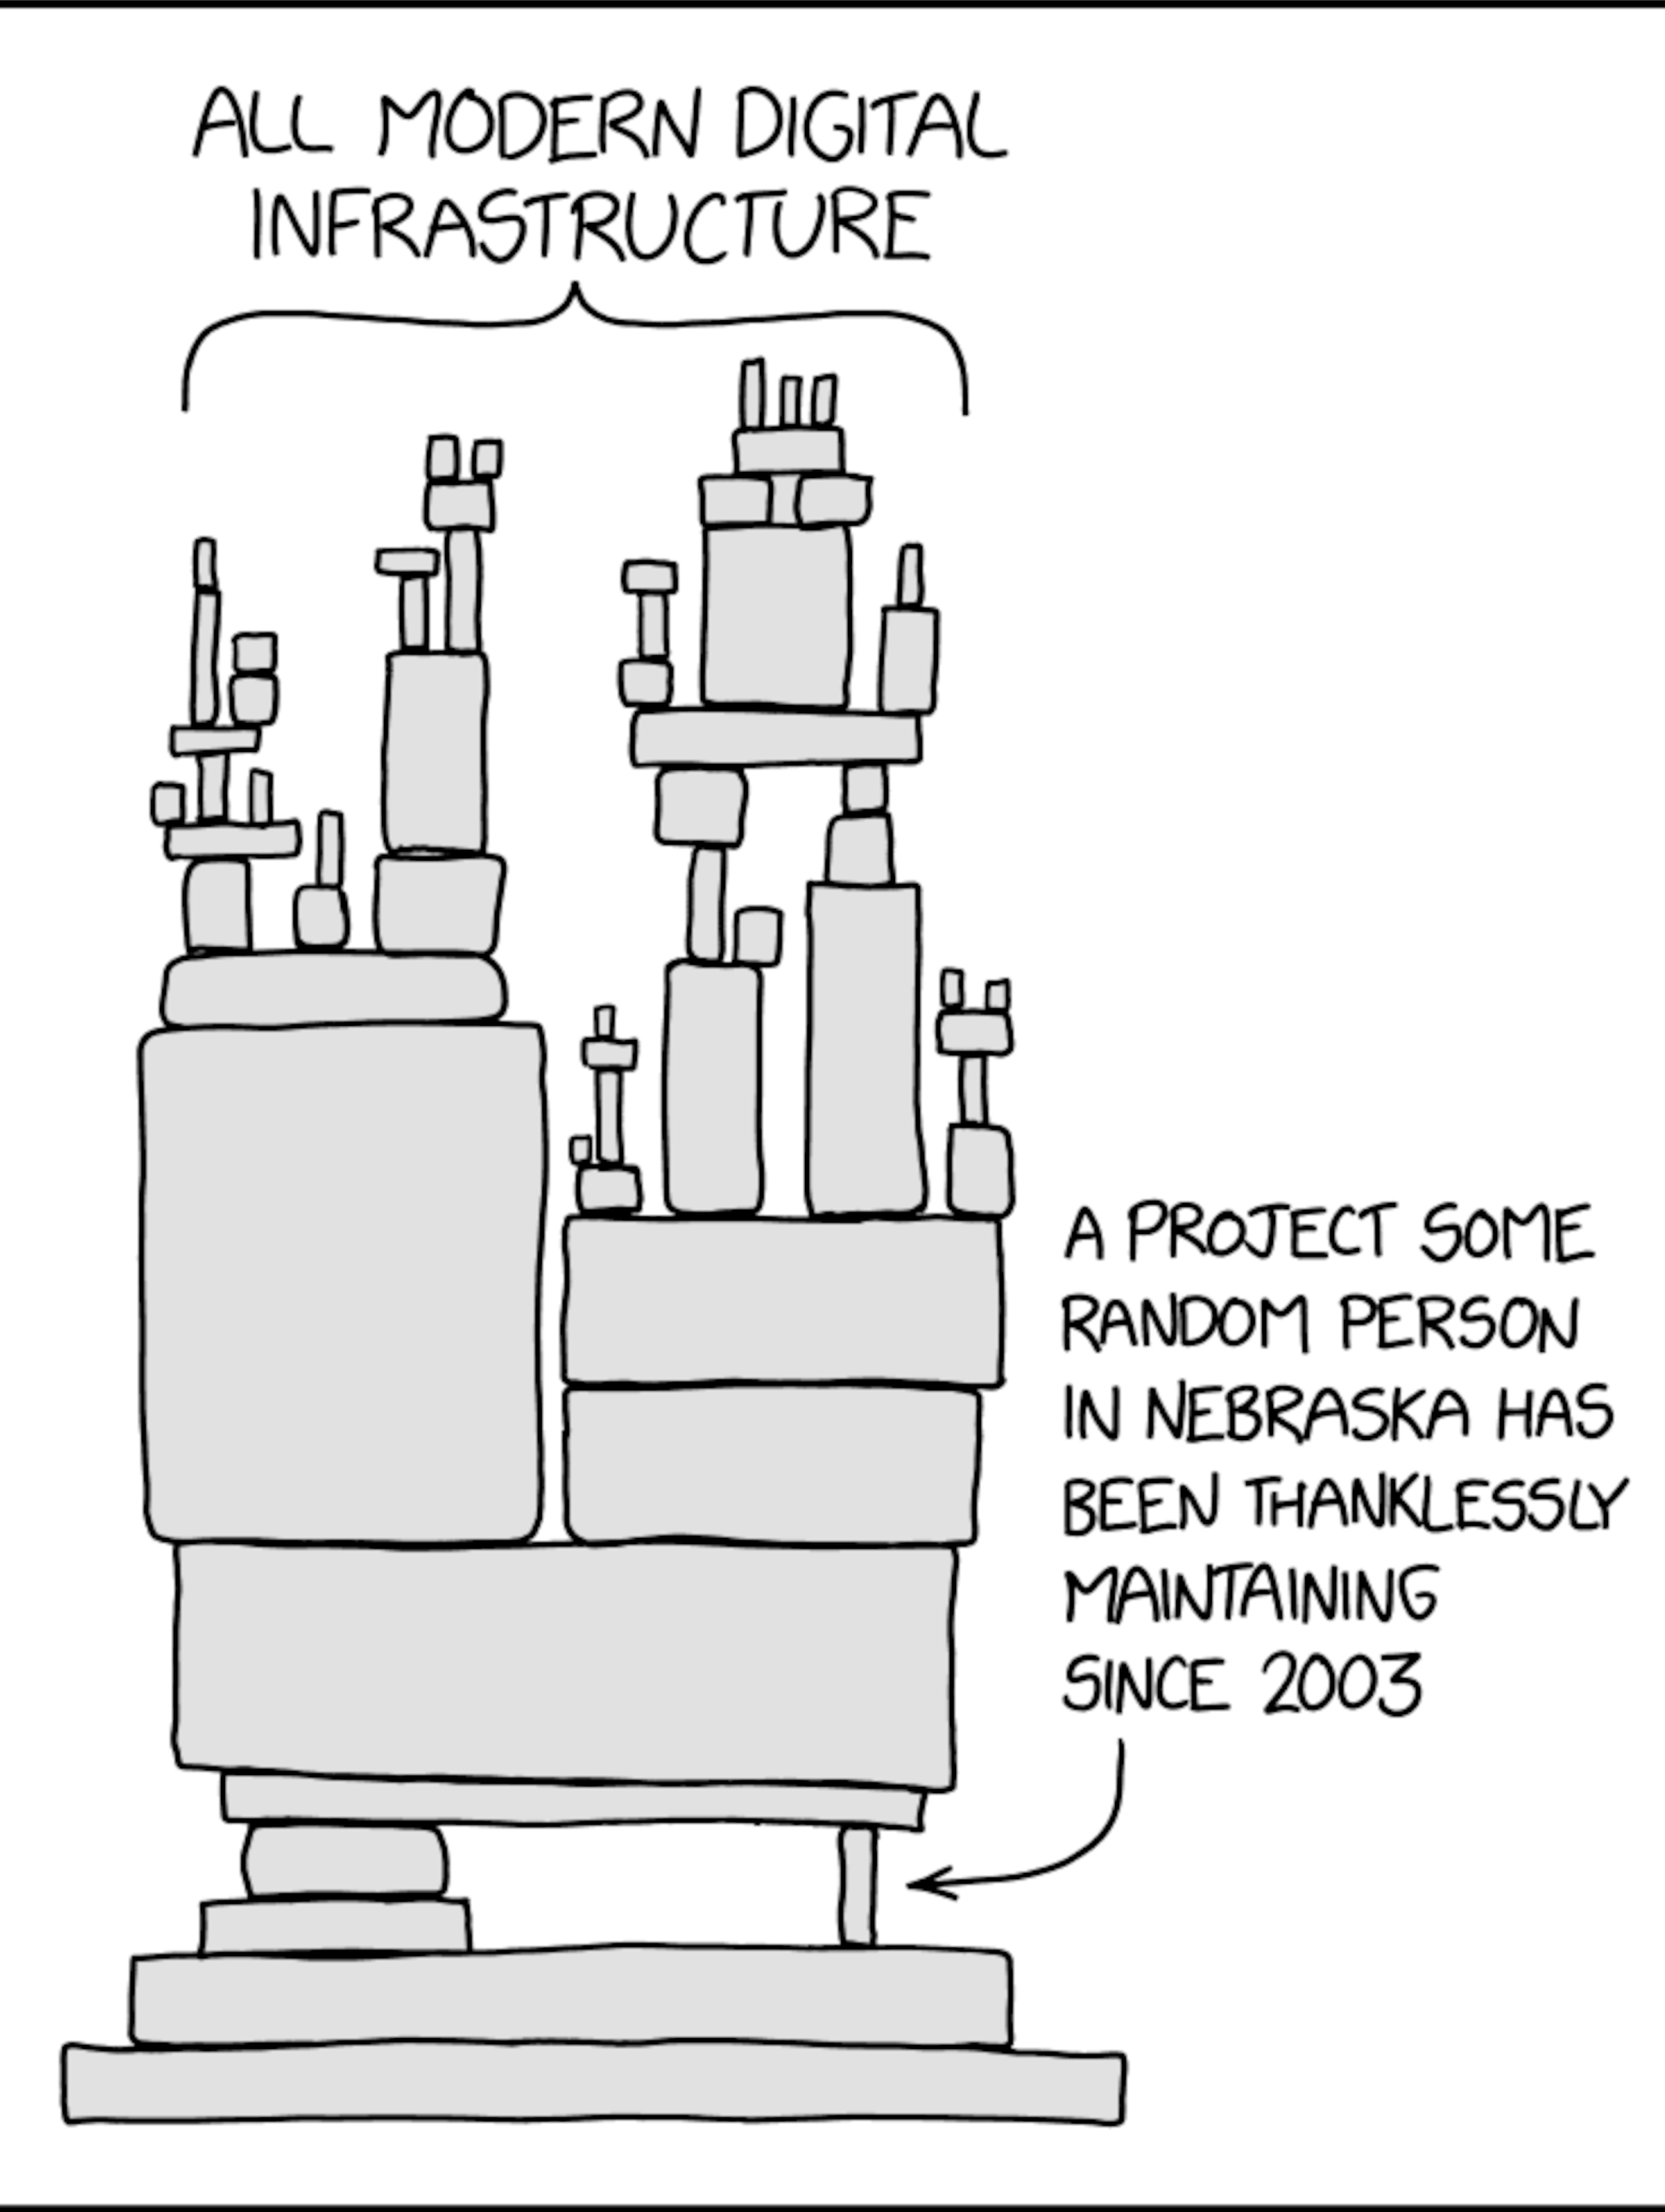 ALL MODERN DIGITAL
INFRASTRUCTURE
A PROJECT SOME
RANDOM PERSON
IN NEBRASKA HAS
BEEN THANKLESSLY
MAINTAINING
SINCE 2003